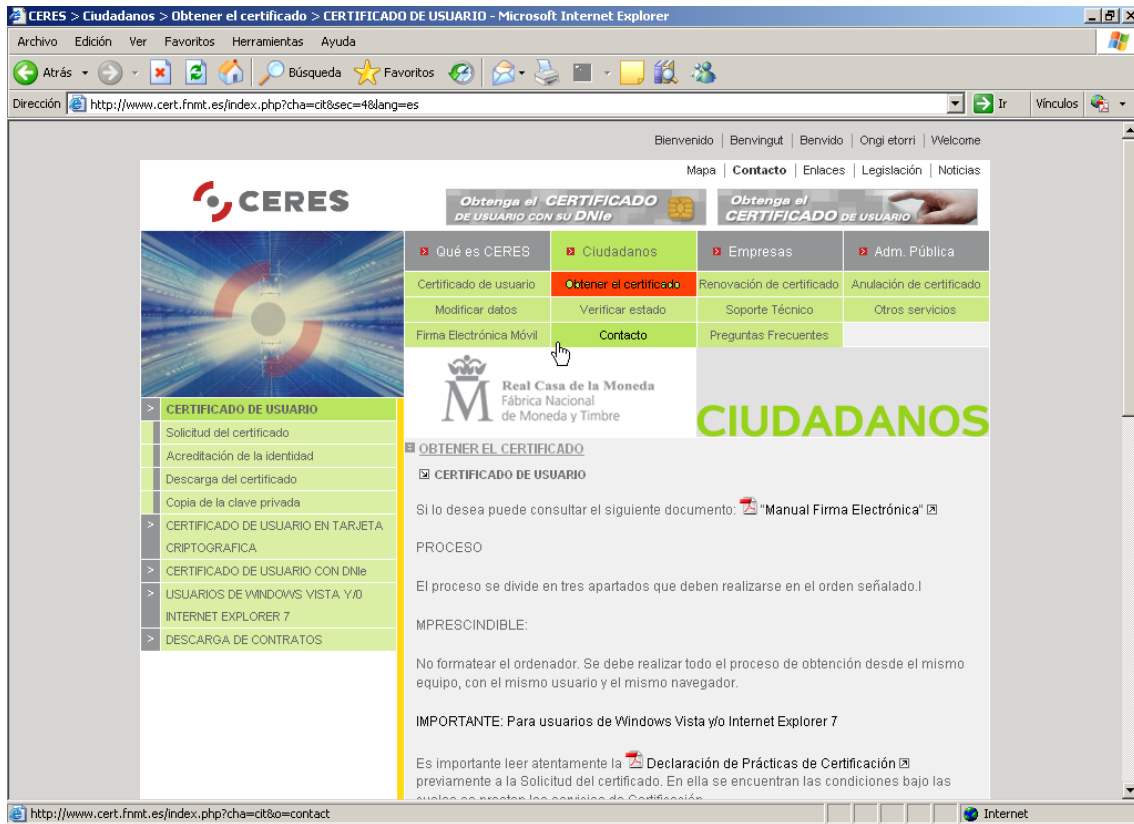 CERES > Ciudadanos > Obtener el certificado > CERTIFICADO DE USUARIO - Microsoft Internet Explorer
Archivo Edición Ver Favoritos Herramientas Ayuda
Atrás Búsqueda Favoritos
Dirección http://www.cert.fnmt.es/index.php?cha=cit&sec=4&lang=es Ir Vínculos
Bienvenido | Benvingut | Benvido | Ongi etorri | Welcome
Mapa | Contacto | Enlaces | Legislación | Noticias
CERES
Obtenga el CERTIFICADO
DE USUARIO CON SU DNIe
Obtenga el
CERTIFICADO DE USUARIO
Qué es CERES Ciudadanos Empresas Adm. Pública
Certificado de usuario Obtener el certificado Renovación de certificado Anulación de certificado
Modificar datos Verificar estado Soporte Técnico Otros servicios
Firma Electrónica Móvil Contacto Preguntas Frecuentes
Real Casa de la Moneda
Fábrica Nacional
de Moneda y Timbre
CIUDADANOS
> CERTIFICADO DE USUARIO
Solicitud del certificado
Acreditación de la identidad
Descarga del certificado
Copia de la clave privada
> CERTIFICADO DE USUARIO EN TARJETA
CRIPTOGRAFICA
> CERTIFICADO DE USUARIO CON DNIe
> USUARIOS DE WINDOWS VISTA Y/0
INTERNET EXPLORER 7
> DESCARGA DE CONTRATOS
OBTENER EL CERTIFICADO
CERTIFICADO DE USUARIO
Si lo desea puede consultar el siguiente documento: "Manual Firma Electrónica"
PROCESO
El proceso se divide en tres apartados que deben realizarse en el orden señalado.I
MPRESCINDIBLE:
No formatear el ordenador. Se debe realizar todo el proceso de obtención desde el mismo
equipo, con el mismo usuario y el mismo navegador.
IMPORTANTE: Para usuarios de Windows Vista y/o Internet Explorer 7
Es importante leer atentamente la Declaración de Prácticas de Certificación
previamente a la Solicitud del certificado. En ella se encuentran las condiciones bajo las
cuales se prestan los servicios de Certificación
http://www.cert.fnmt.es/index.php?cha=cit&o=contact Internet